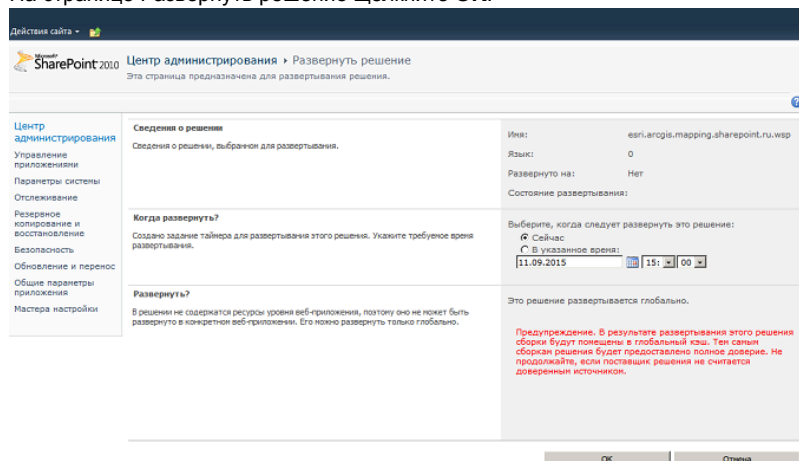 На странице Развернуть решение щелкните OK.
Действия сайта
Microsoft
SharePoint 2010
Центр администрирования ▸ Развернуть решение
Эта страница предназначена для развертывания решения.
Центр
администрирования
Управление
приложениями
Параметры системы
Отслеживание
Резервное
копирование и
восстановление
Безопасность
Обновление и перенос
Общие параметры
приложения
Мастера настройки
Сведения о решении
Сведения о решении, выбранном для развертывания.
Имя: esri.arcgis.mapping.sharepoint.ru.wsp
Язык: 0
Развернуто на: Нет
Состояние развертывания:
Когда развернуть?
Создано задание таймера для развертывания этого решения. Укажите требуемое время
развертывания.
Выберите, когда следует развернуть это решение:
Сейчас
В указанное время:
11.09.2015 15: 00
Развернуть?
В решении не содержатся ресурсы уровня веб-приложения, поэтому оно не может быть
развернуто в конкретном веб-приложении. Его можно развернуть только глобально.
Это решение развертывается глобально.
Предупреждение. В результате развертывания этого решения
сборки будут помещены в глобальный кэш. Тем самым
сборкам решения будет предоставлено полное доверие. Не
продолжайте, если поставщик решения не считается
доверенным источником.
OK Отмена